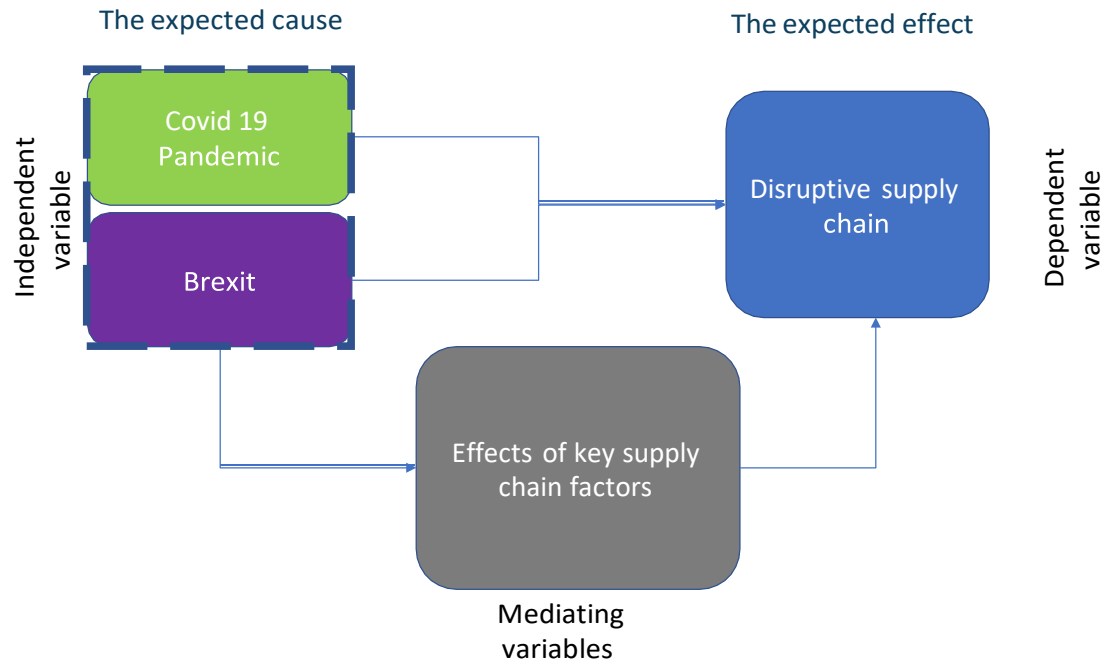 The expected cause
The expected effect
Independent
variable
Covid 19
Pandemic
Brexit
Disruptive supply
chain
Dependent
variable
Effects of key supply
chain factors
Mediating
variables